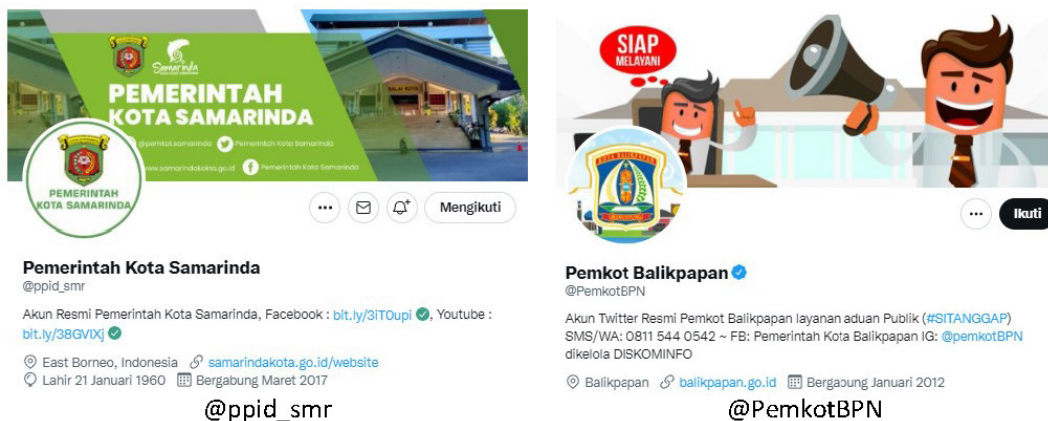 Samarinda
PEMERINTAH
KOTA SAMARINDA
@pemkot.samarinda Pemerintah Kota Samarinda
www.samarindakota.go.id Pemerintah Kota Samarinda
BALAI KOTA
PEMERINTAH
KOTA SAMARINDA
Mengikuti
Pemerintah Kota Samarinda
@ppid_smr
Akun Resmi Pemerintah Kota Samarinda, Facebook : bit.ly/3iTOupi , Youtube :
bit.ly/38GVIXj
East Borneo, Indonesia samarindakota.go.id/website
Lahir 21 Januari 1960 Bergabung Maret 2017
@ppid_smr
SIAP
MELAYANI
KOTA BALIKPAPAN
Ikuti
Pemkot Balikpapan
@PemkotBPN
Akun Twitter Resmi Pemkot Balikpapan layanan aduan Publik (#SITANGGAP)
SMS/WA: 0811 544 0542 ~ FB: Pemerintah Kota Balikpapan IG: @pemkotBPN
dikelola DISKOMINFO
Balikpapan balikpapan.go.id Bergabung Januari 2012
@PemkotBPN